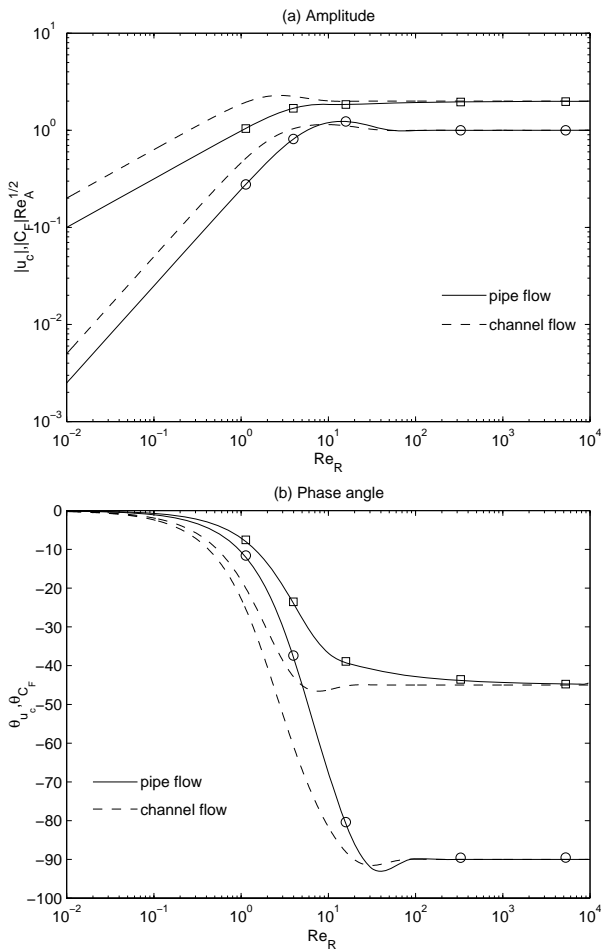 (a) Amplitude
10^1
10^0
10^-1
10^-2
10^-3
|u_c|,|C_F|Re_A^1/2
pipe flow
channel flow
10^-2 10^-1 10^0 10^1 10^2 10^3 10^4
Re_R
(b) Phase angle
0
-10
-20
-30
-40
-50
-60
-70
-80
-90
-100
θ_u_c,θ_C_F
pipe flow
channel flow
10^-2 10^-1 10^0 10^1 10^2 10^3 10^4
Re_R